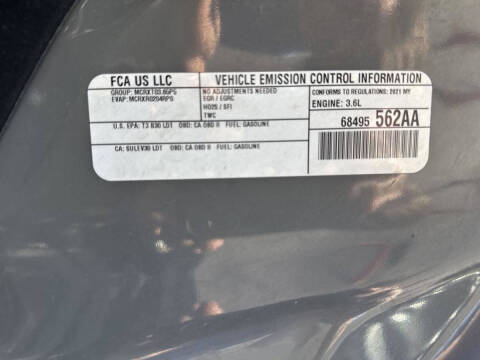 FCA US LLC
VEHICLE EMISSION CONTROL INFORMATION
GROUP: MCRXT03.65PS
EVAP: MCRXR0204RP0
NO ADJUSTMENTS NEEDED
EGR / EGRC
HO2S / SFI
TWC
CONFORMS TO REGULATIONS: 2021 MY
ENGINE: 3.6L
68495 562AA
U.S. EPA: T3 B30 LDT OBD: CA OBD II FUEL: GASOLINE
CA: SULEV30 LDT OBD: CA OBD II FUEL: GASOLINE